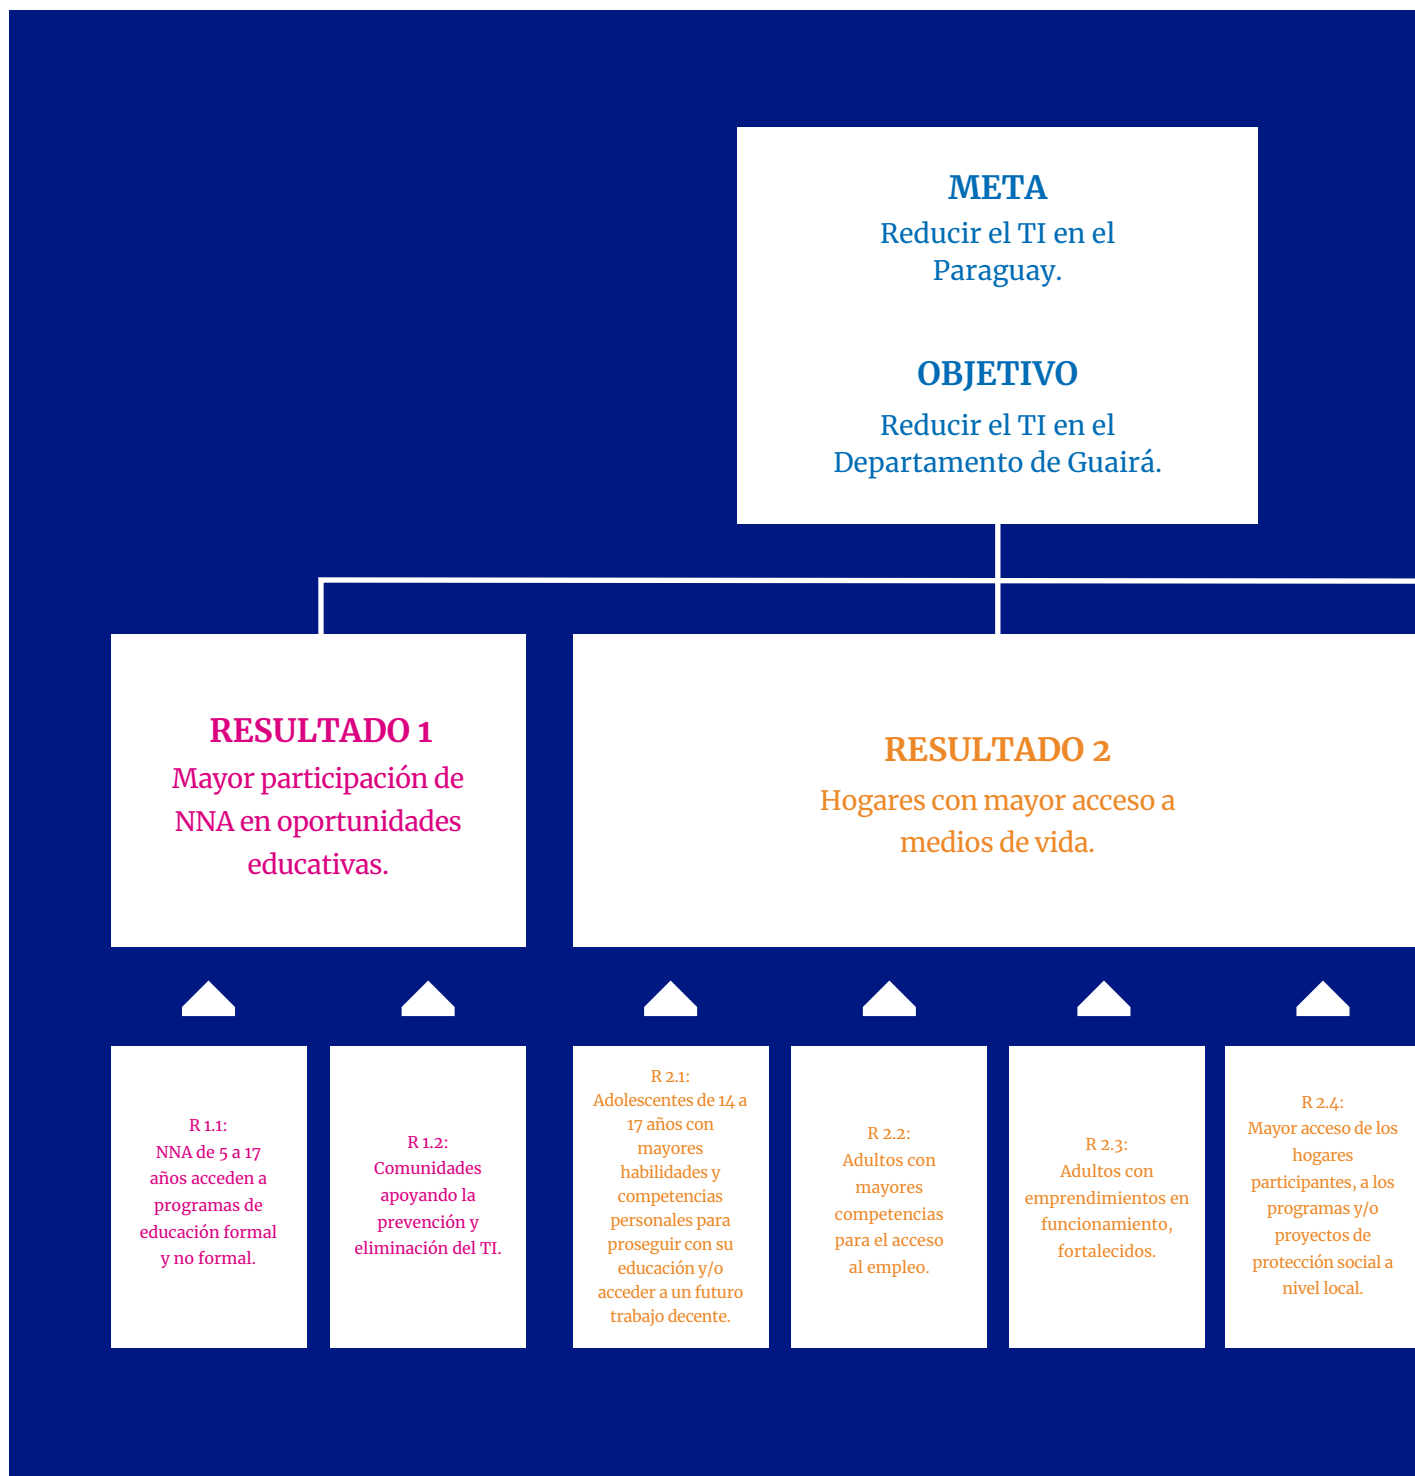 META
Reducir el TI en el
Paraguay.
OBJETIVO
Reducir el TI en el
Departamento de Guairá.
RESULTADO 1
Mayor participación de
NNA en oportunidades
educativas.
RESULTADO 2
Hogares con mayor acceso a
medios de vida.
R 1.1:
NNA de 5 a 17
años acceden a
programas de
educación formal
y no formal.
R 1.2:
Comunidades
apoyando la
prevención y
eliminación del TI.
R 2.1:
Adolescentes de 14 a
17 años con
mayores
habilidades y
competencias
personales para
proseguir con su
educación y/o
acceder a un futuro
trabajo decente.
R 2.2:
Adultos con
mayores
competencias
para el acceso
al empleo.
R 2.3:
Adultos con
emprendimientos en
funcionamiento,
fortalecidos.
R 2.4:
Mayor acceso de los
hogares
participantes, a los
programas y/o
proyectos de
protección social a
nivel local.